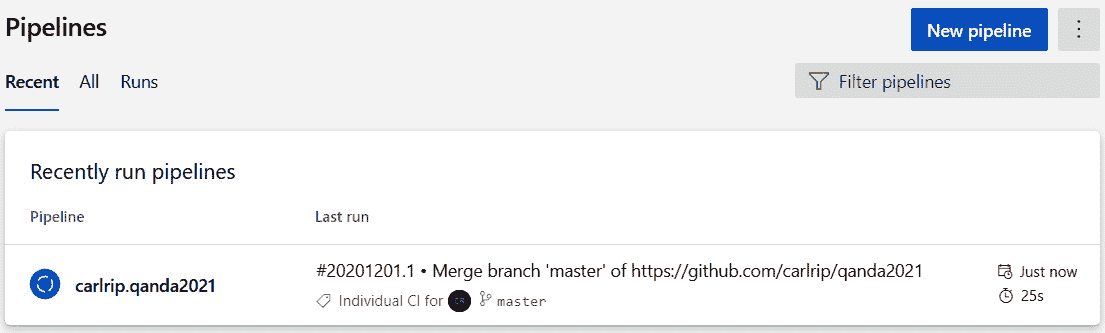 Pipelines
New pipeline
Recent All Runs
Filter pipelines
Recently run pipelines
Pipeline Last run
carlrip.qanda2021
#20201201.1 • Merge branch 'master' of https://github.com/carlrip/qanda2021
Individual CI for CR master
Just now
25s